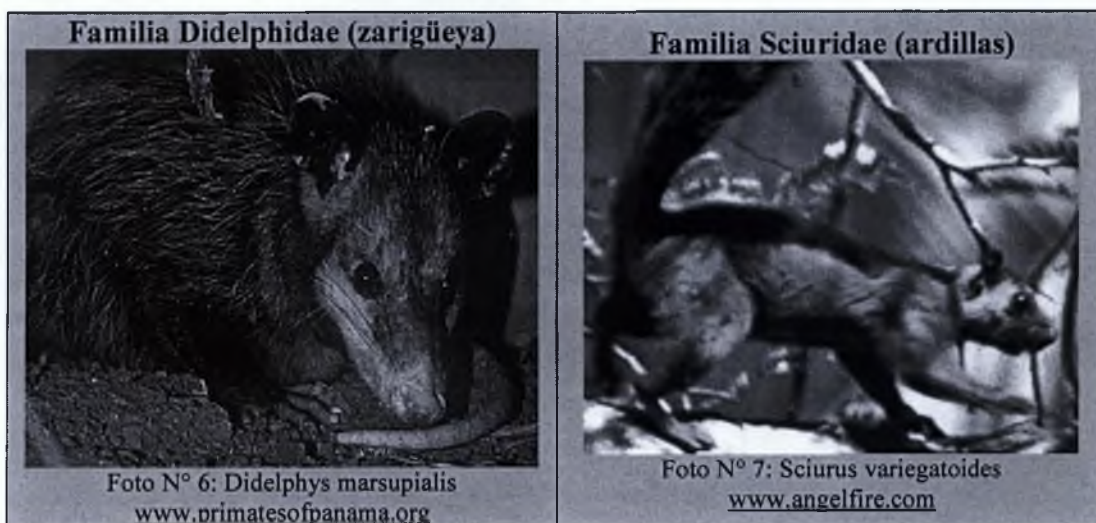 Familia Didelphidae (zarigüeya)
Foto N° 6: Didelphys marsupialis
www.primatesofpanama.org
Familia Sciuridae (ardillas)
Foto N° 7: Sciurus variegatoides
www.angelfire.com